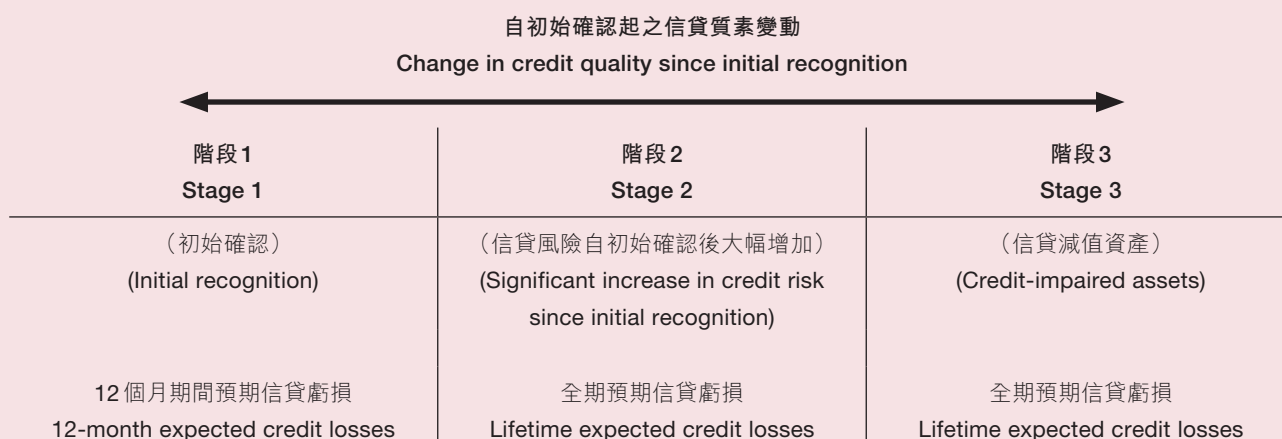 自初始確認起之信貸質素變動
Change in credit quality since initial recognition
階段1
Stage 1
階段2
Stage 2
階段3
Stage 3
（初始確認）
(Initial recognition)
（信貸風險自初始確認後大幅增加）
(Significant increase in credit risk
since initial recognition)
（信貸減值資產）
(Credit-impaired assets)
12個月期間預期信貸虧損
12-month expected credit losses
全期預期信貸虧損
Lifetime expected credit losses
全期預期信貸虧損
Lifetime expected credit losses